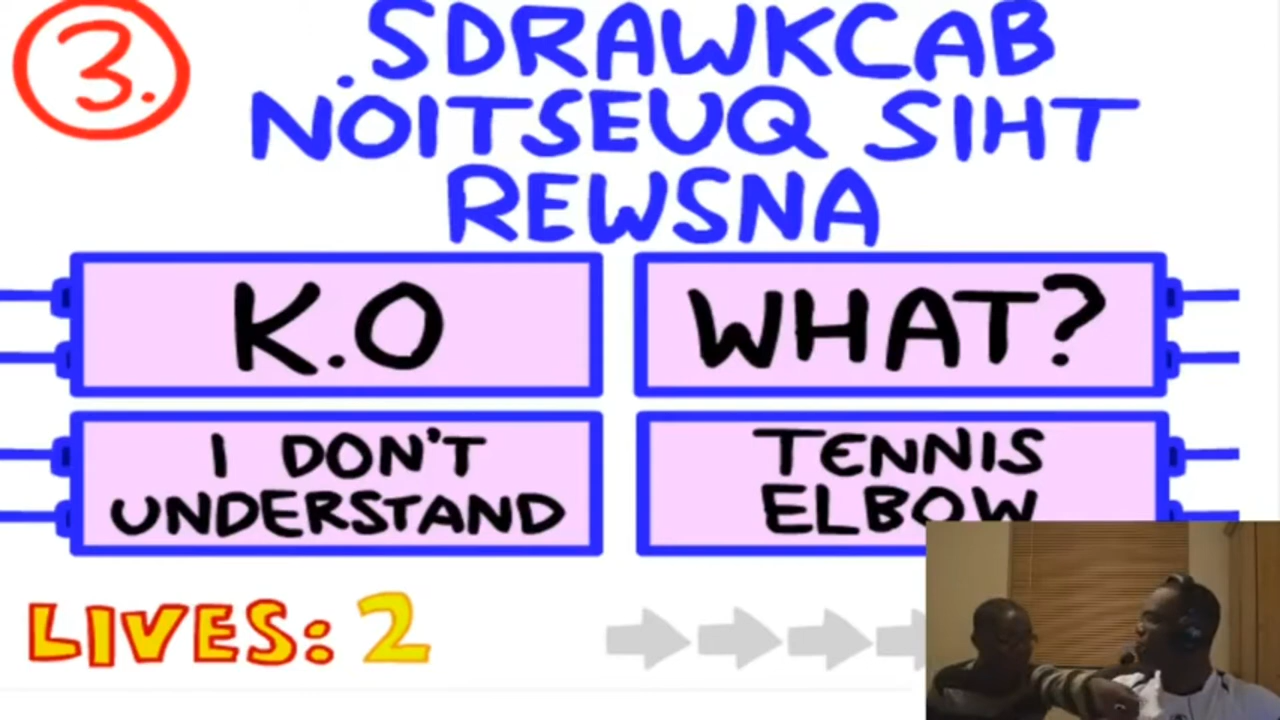 3.
.SDRAWKCAB
NOITSEUQ SIHT
REWSNA
K.O
WHAT?
I DON'T
UNDERSTAND
TENNIS
ELBOW
LIVES: 2